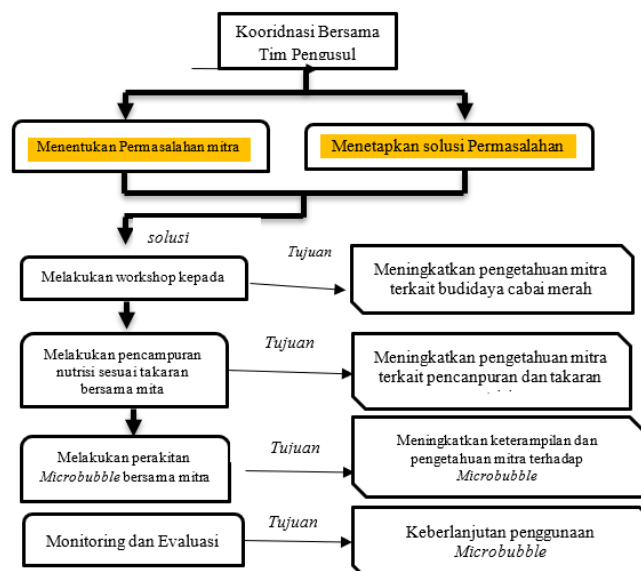 Kooridnasi Bersama
Tim Pengusul
Menentukan Permasalahan mitra
Menetapkan solusi Permasalahan
solusi
Melakukan workshop kepada
Tujuan
Meningkatkan pengetahuan mitra
terkait budidaya cabai merah
Melakukan pencampuran
nutrisi sesuai takaran
bersama mita
Tujuan
Meningkatkan pengetahuan mitra
terkait pencanpuran dan takaran
Melakukan perakitan
Microbubble bersama mitra
Tujuan
Meningkatkan keterampilan dan
pengetahuan mitra terhadap
Microbubble
Monitoring dan Evaluasi
Tujuan
Keberlanjutan penggunaan
Microbubble